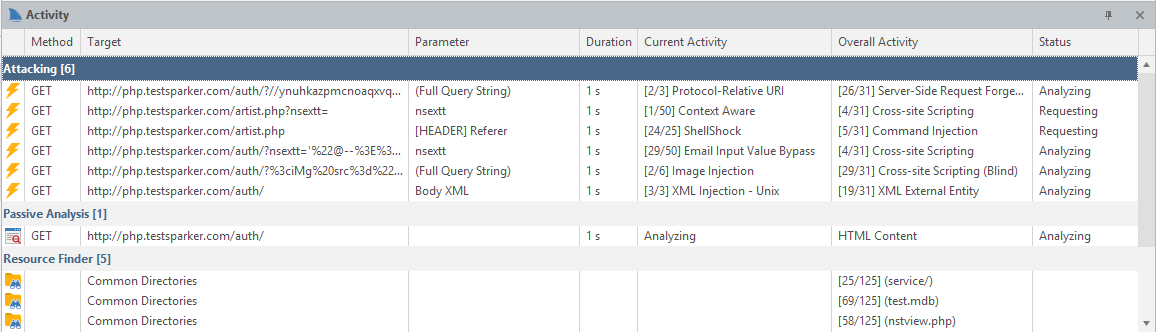 Activity
Method Target Parameter Duration Current Activity Overall Activity Status
Attacking [6]
GET http://php.testsparker.com/auth/?//ynuhkazpmcnoaqxvq... (Full Query String) 1 s [2/3] Protocol-Relative URI [26/31] Server-Side Request Forge... Analyzing
GET http://php.testsparker.com/artist.php?nsextt= nsextt 1 s [1/50] Context Aware [4/31] Cross-site Scripting Requesting
GET http://php.testsparker.com/artist.php [HEADER] Referer 1 s [24/25] ShellShock [5/31] Command Injection Requesting
GET http://php.testsparker.com/auth/?nsextt='%22@--%3E%3... nsextt 1 s [29/50] Email Input Value Bypass [4/31] Cross-site Scripting Analyzing
GET http://php.testsparker.com/auth/?%3ciMg%20src%3d%22... (Full Query String) 1 s [2/6] Image Injection [29/31] Cross-site Scripting (Blind) Analyzing
GET http://php.testsparker.com/auth/ Body XML 1 s [3/3] XML Injection - Unix [19/31] XML External Entity Analyzing
Passive Analysis [1]
GET http://php.testsparker.com/auth/ 1 s Analyzing HTML Content Analyzing
Resource Finder [5]
Common Directories [25/125] (service/)
Common Directories [69/125] (test.mdb)
Common Directories [58/125] (nstview.php)